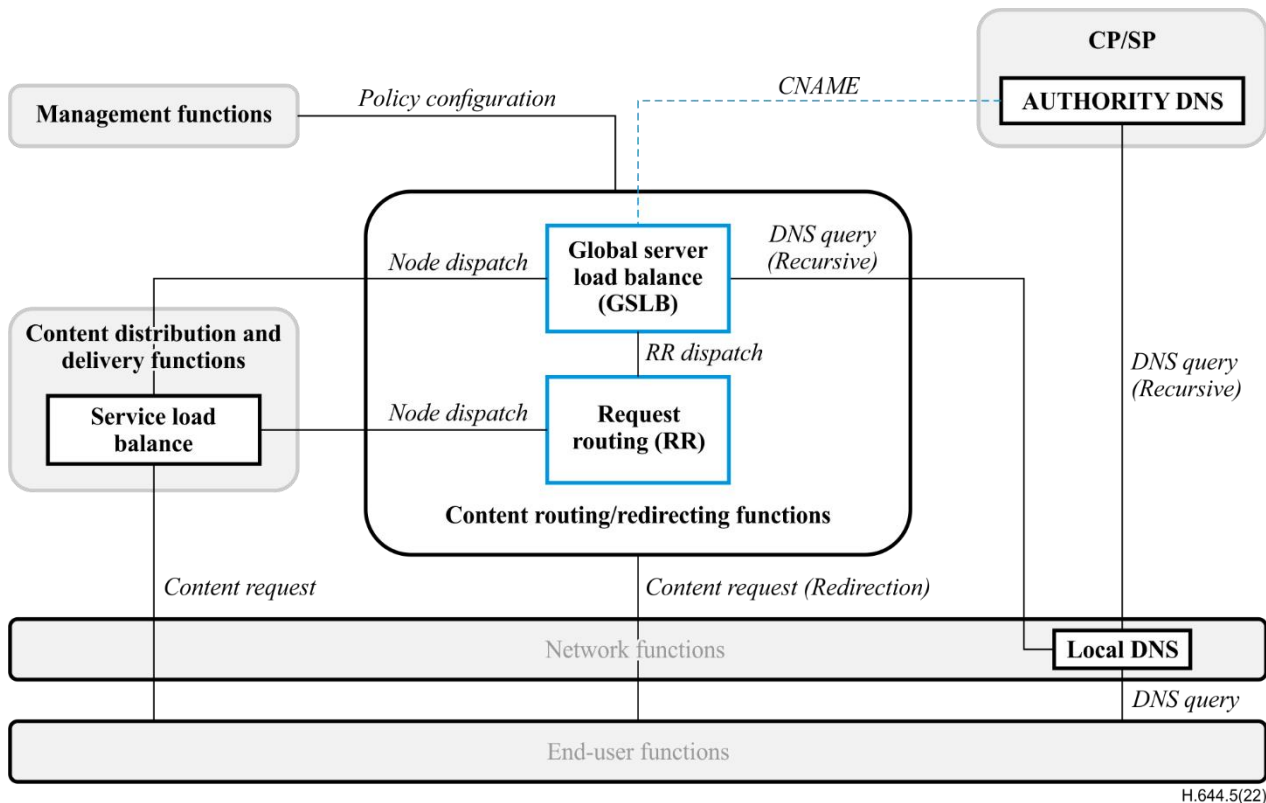 CP/SP
AUTHORITY DNS
CNAME
Policy configuration
Management functions
Node dispatch
Global server
load balance
(GSLB)
DNS query
(Recursive)
Content distribution and
delivery functions
RR dispatch
DNS query
(Recursive)
Service load
balance
Node dispatch
Request
routing (RR)
Content routing/redirecting functions
Content request
Content request (Redirection)
Network functions
Local DNS
DNS query
End-user functions
H.644.5(22)